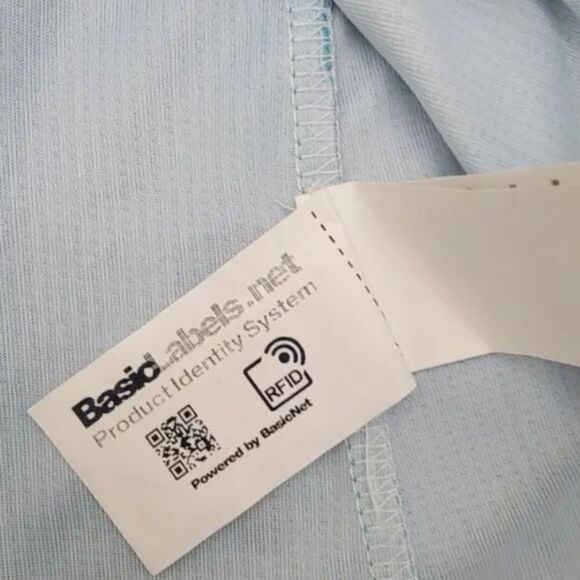 BasicLabels.net
Product Identity System
RFID
Powered by BasicNet